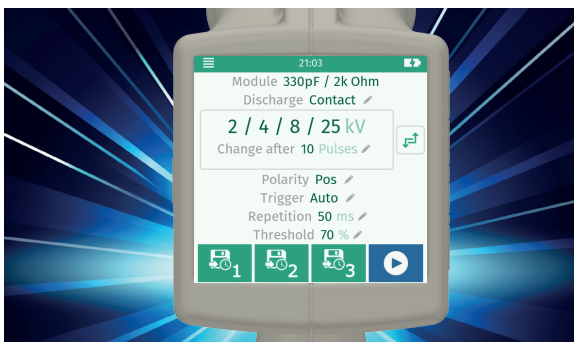 21:03
Module 330pF / 2k Ohm
Discharge Contact
2 / 4 / 8 / 25 kV
Change after 10 Pulses
Polarity Pos
Trigger Auto
Repetition 50 ms
Threshold 70 %
1 2 3